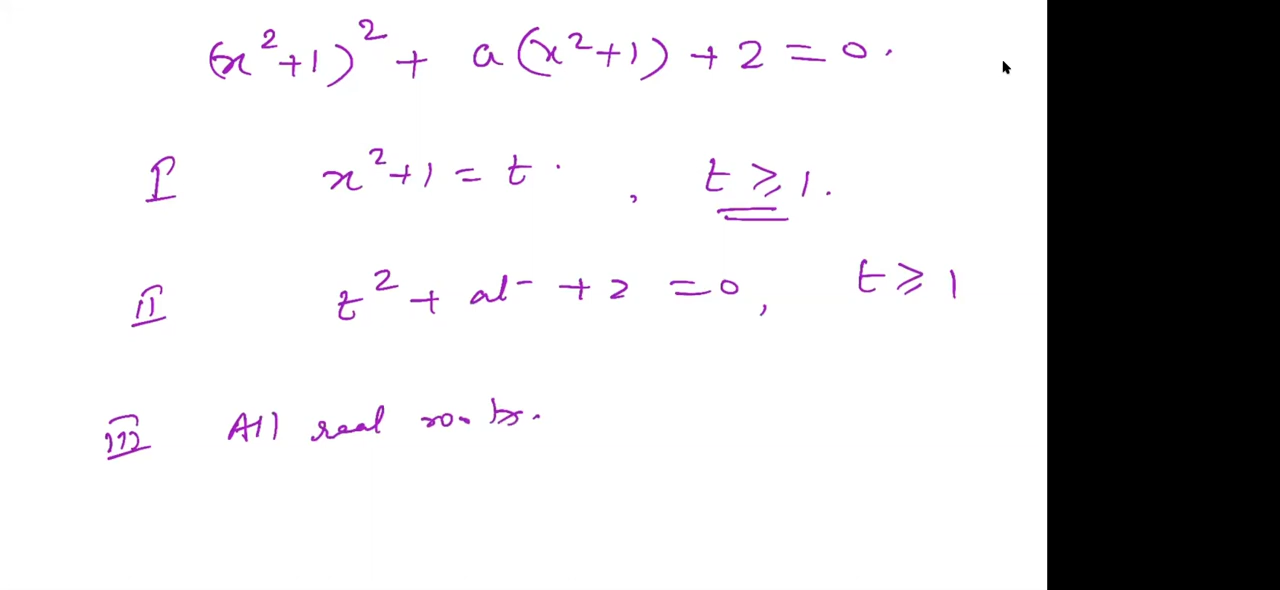 (x²+1)² + a(x²+1) + 2 = 0.
I x²+1 = t. , t ≥ 1.
II t² + at + 2 = 0, t ≥ 1
III All real roots.